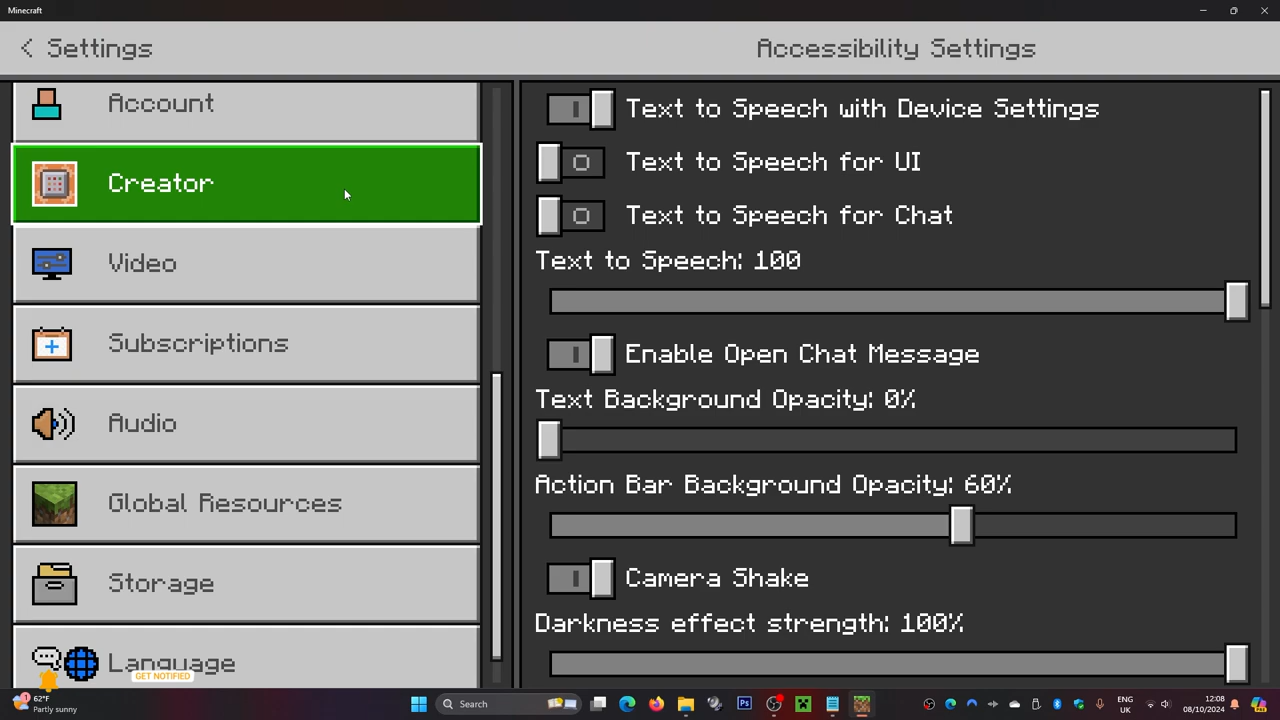 Minecraft
Settings
Accessibility Settings
Account
Creator
Video
Subscriptions
Audio
Global Resources
Storage
Language
GET NOTIFIED
Text to Speech with Device Settings
Text to Speech for UI
Text to Speech for Chat
Text to Speech: 100
Enable Open Chat Message
Text Background Opacity: 0%
Action Bar Background Opacity: 60%
Camera Shake
Darkness effect strength: 100%
1
62°F
Partly sunny
Search
Ps
ENG
UK
12:08
08/10/2024